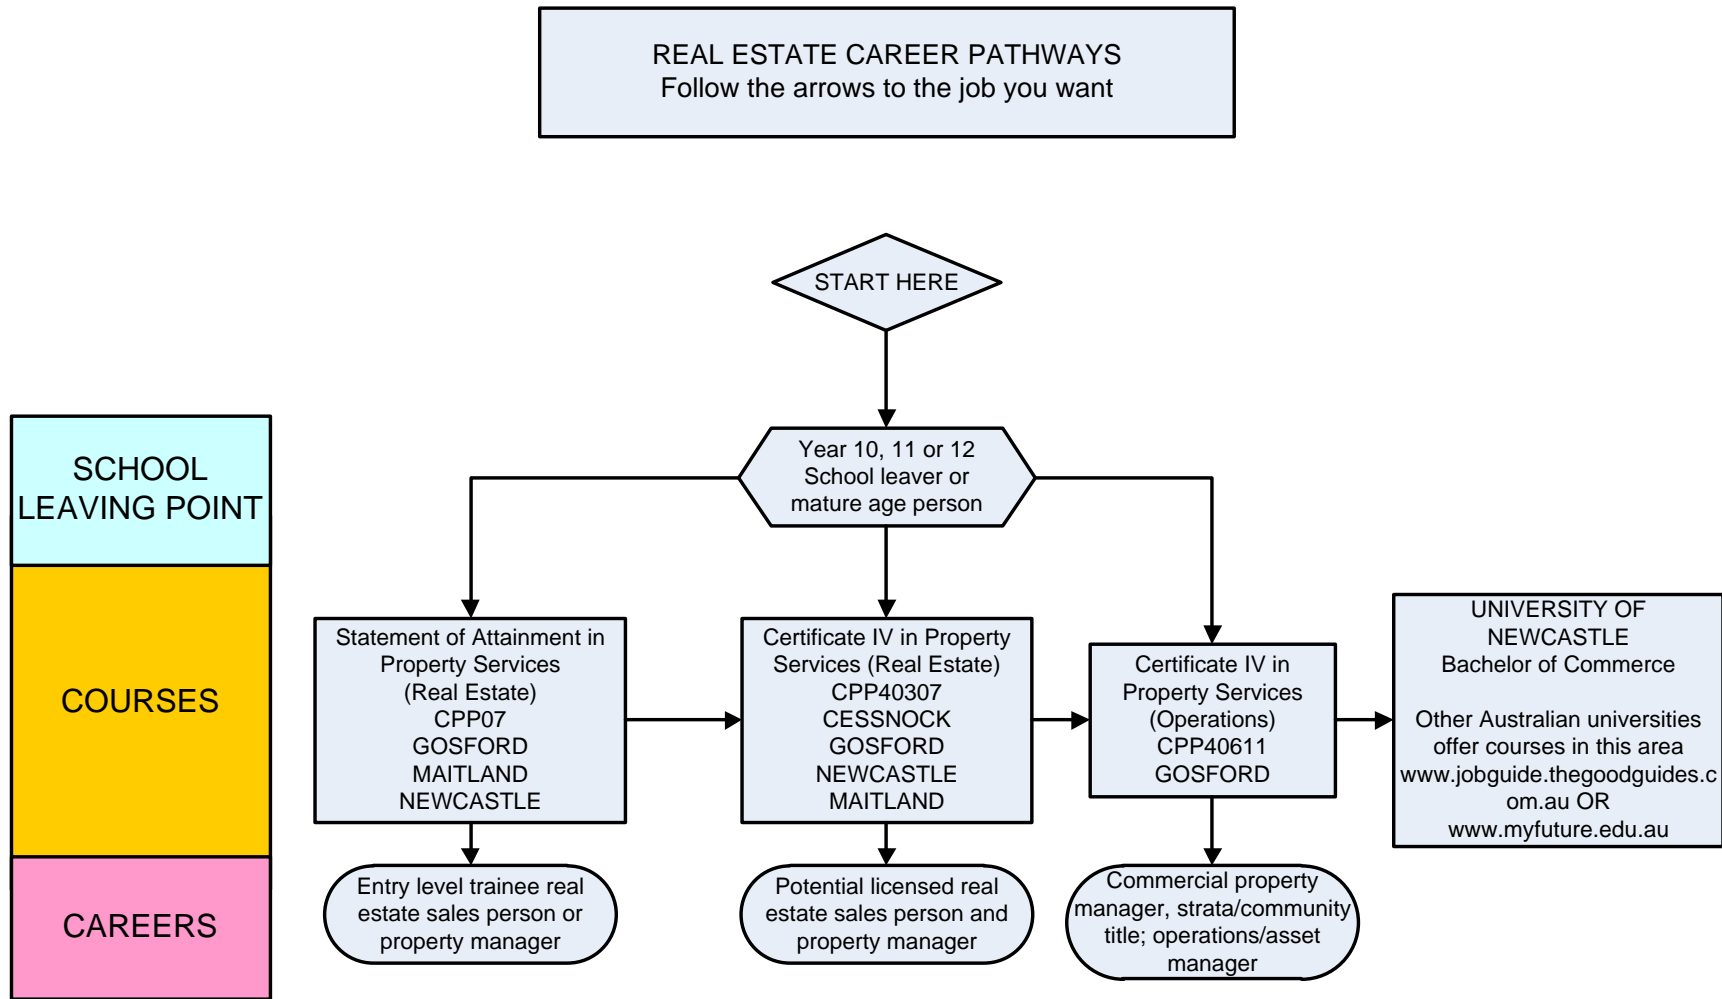 REAL ESTATE CAREER PATHWAYS
Follow the arrows to the job you want
START HERE
SCHOOL
LEAVING POINT
Year 10, 11 or 12
School leaver or
mature age person
COURSES
Statement of Attainment in
Property Services
(Real Estate)
CPP07
GOSFORD
MAITLAND
NEWCASTLE
Certificate IV in Property
Services (Real Estate)
CPP40307
CESSNOCK
GOSFORD
NEWCASTLE
MAITLAND
Certificate IV in
Property Services
(Operations)
CPP40611
GOSFORD
UNIVERSITY OF
NEWCASTLE
Bachelor of Commerce
Other Australian universities
offer courses in this area
www.jobguide.thegoodguides.c
om.au OR
www.myfuture.edu.au
CAREERS
Entry level trainee real
estate sales person or
property manager
Potential licensed real
estate sales person and
property manager
Commercial property
manager, strata/community
title; operations/asset
manager